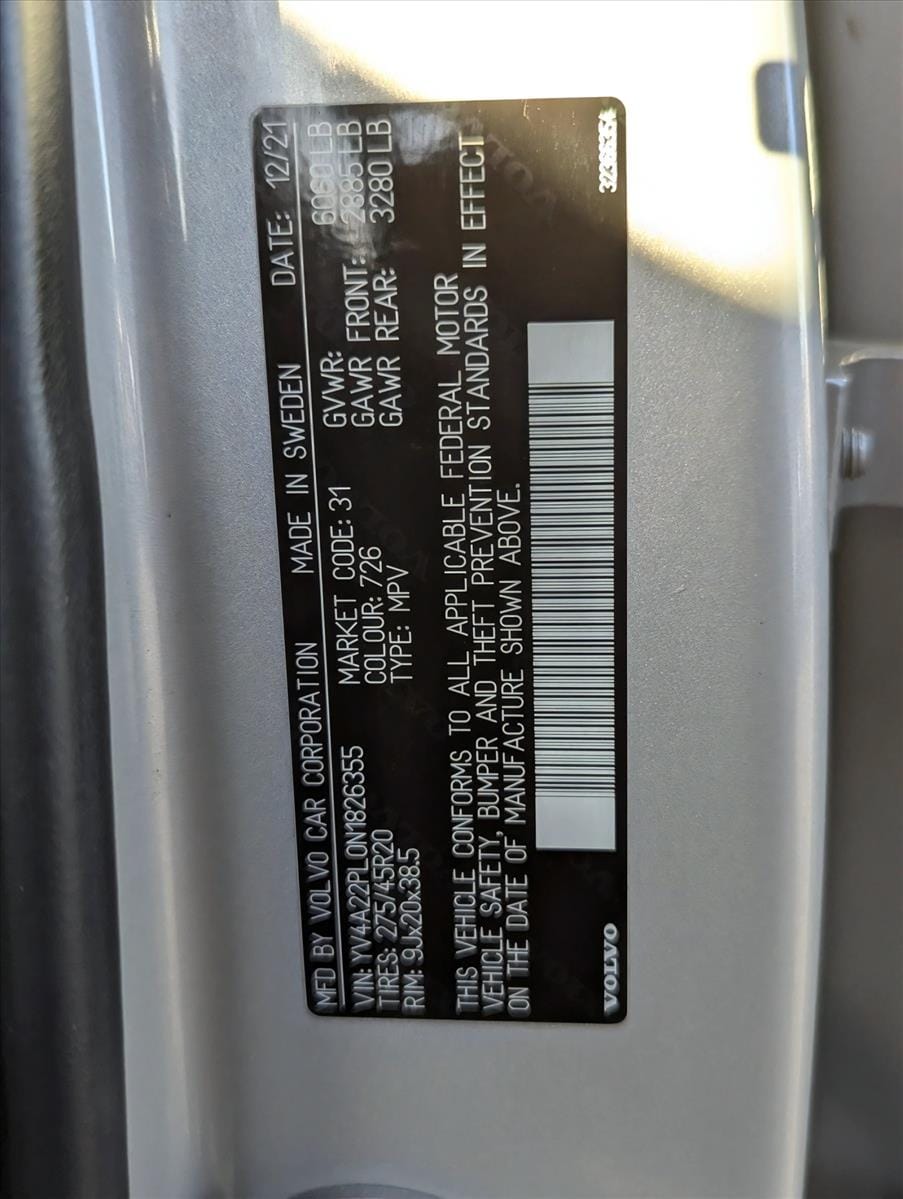 MFD BY VOLVO CAR CORPORATION MADE IN SWEDEN DATE: 12/21
VIN: YV4A22PL0N1826355 MARKET CODE: 31 GVWR: 6060 LB
TIRES: 275/45R20 COLOUR: 726 GAWR FRONT: 2885 LB
RIM: 9Jx20x38.5 TYPE: MPV GAWR REAR: 3280 LB
THIS VEHICLE CONFORMS TO ALL APPLICABLE FEDERAL MOTOR
VEHICLE SAFETY, BUMPER AND THEFT PREVENTION STANDARDS IN EFFECT
ON THE DATE OF MANUFACTURE SHOWN ABOVE.
VOLVO